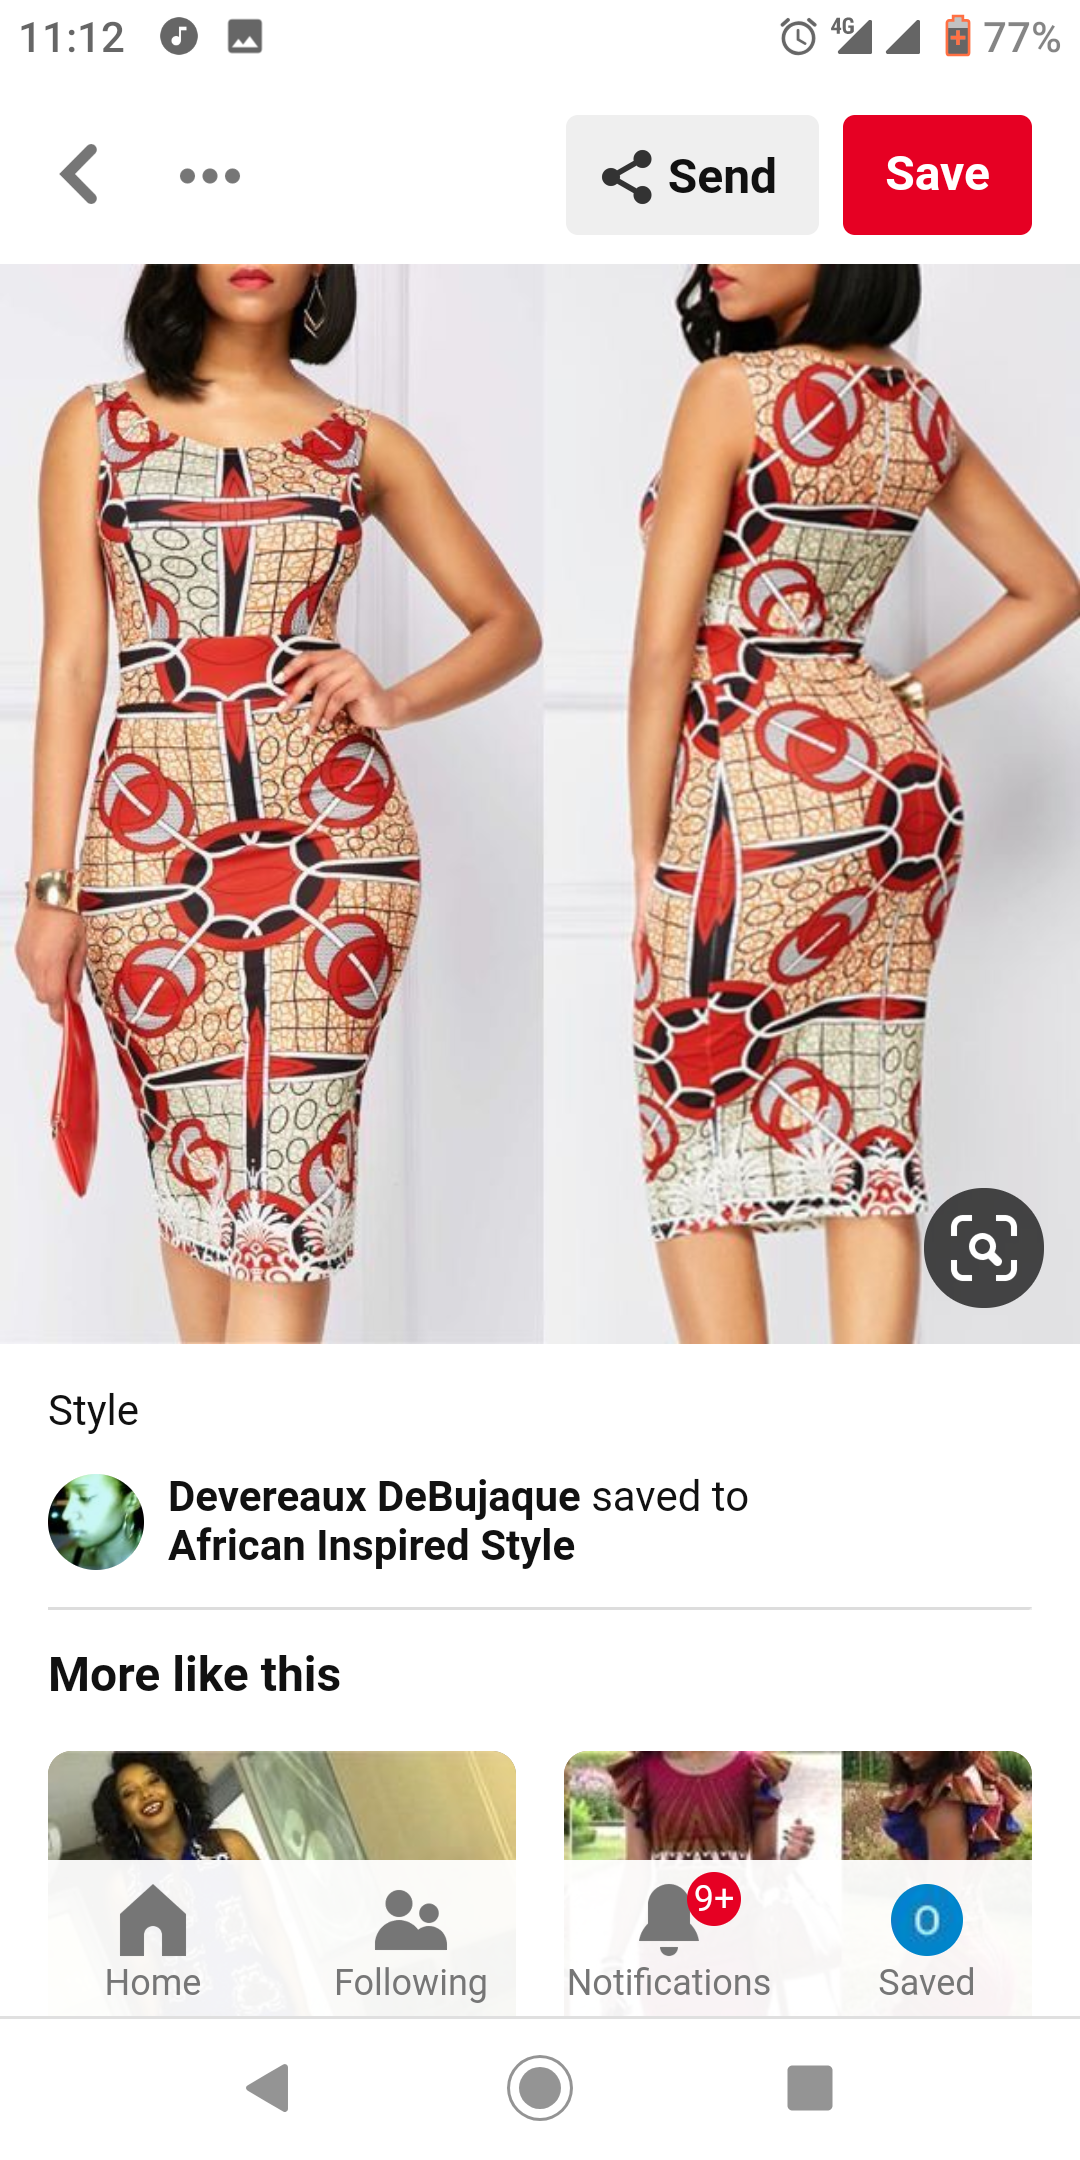 11:12
4G
77%
Send
Save
Style
Devereaux DeBujaque saved to
African Inspired Style
More like this
9+
O
Home
Following
Notifications
Saved